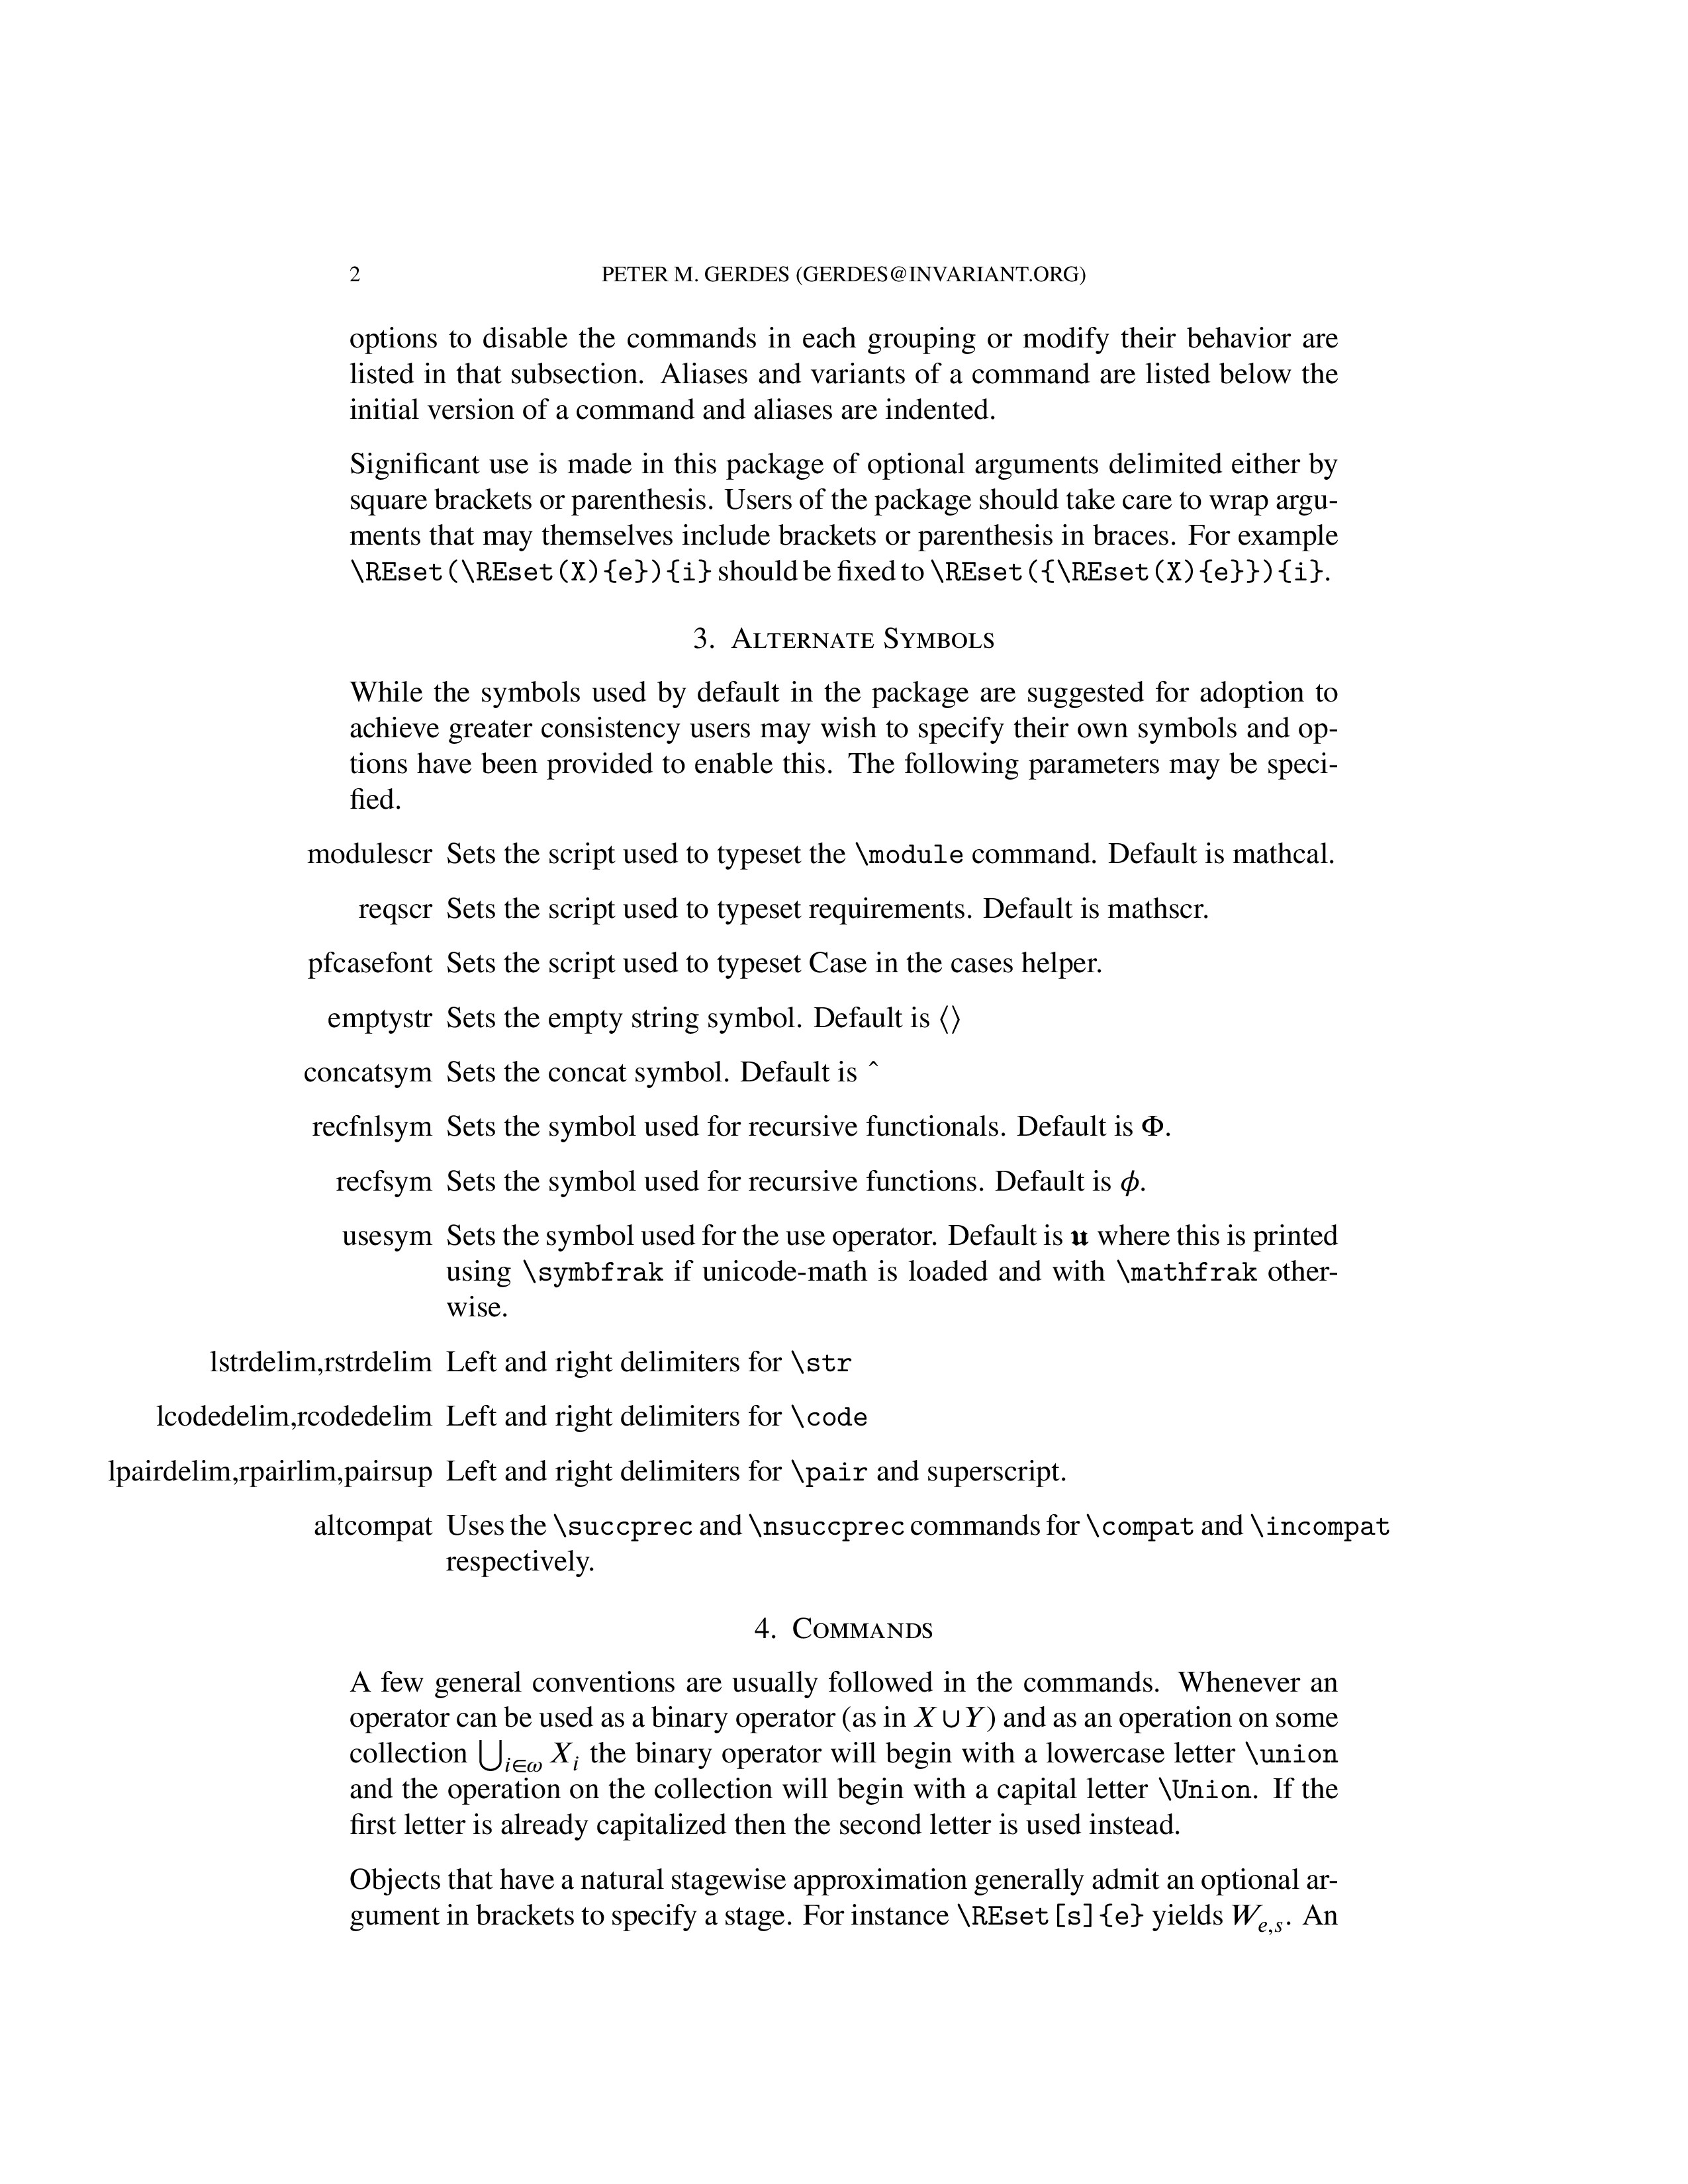 2 PETER M. GERDES (GERDES@INVARIANT.ORG)
options to disable the commands in each grouping or modify their behavior are
listed in that subsection. Aliases and variants of a command are listed below the
initial version of a command and aliases are indented.
Significant use is made in this package of optional arguments delimited either by
square brackets or parenthesis. Users of the package should take care to wrap argu-
ments that may themselves include brackets or parenthesis in braces. For example
\REset(\REset(X){e}){i} should be fixed to \REset({\REset(X){e}}){i}.
3. Alternate Symbols
While the symbols used by default in the package are suggested for adoption to
achieve greater consistency users may wish to specify their own symbols and op-
tions have been provided to enable this. The following parameters may be speci-
fied.
modulescr Sets the script used to typeset the \module command. Default is mathcal.
reqscr Sets the script used to typeset requirements. Default is mathscr.
pfcasefont Sets the script used to typeset Case in the cases helper.
emptystr Sets the empty string symbol. Default is ⟨⟩
concatsym Sets the concat symbol. Default is ˆ
recfnlsym Sets the symbol used for recursive functionals. Default is Φ.
recfsym Sets the symbol used for recursive functions. Default is ϕ.
usesym Sets the symbol used for the use operator. Default is 𝖚 where this is printed
using \symbfrak if unicode-math is loaded and with \mathfrak other-
wise.
lstrdelim,rstrdelim Left and right delimiters for \str
lcodedelim,rcodedelim Left and right delimiters for \code
lpairdelim,rpairlim,pairsup Left and right delimiters for \pair and superscript.
altcompat Uses the \succprec and \nsuccprec commands for \compat and \incompat
respectively.
4. Commands
A few general conventions are usually followed in the commands. Whenever an
operator can be used as a binary operator (as in X ∪ Y) and as an operation on some
collection ⋃_{i∈ω} X_i the binary operator will begin with a lowercase letter \union
and the operation on the collection will begin with a capital letter \Union. If the
first letter is already capitalized then the second letter is used instead.
Objects that have a natural stagewise approximation generally admit an optional ar-
gument in brackets to specify a stage. For instance \REset[s]{e} yields W_{e,s}. An